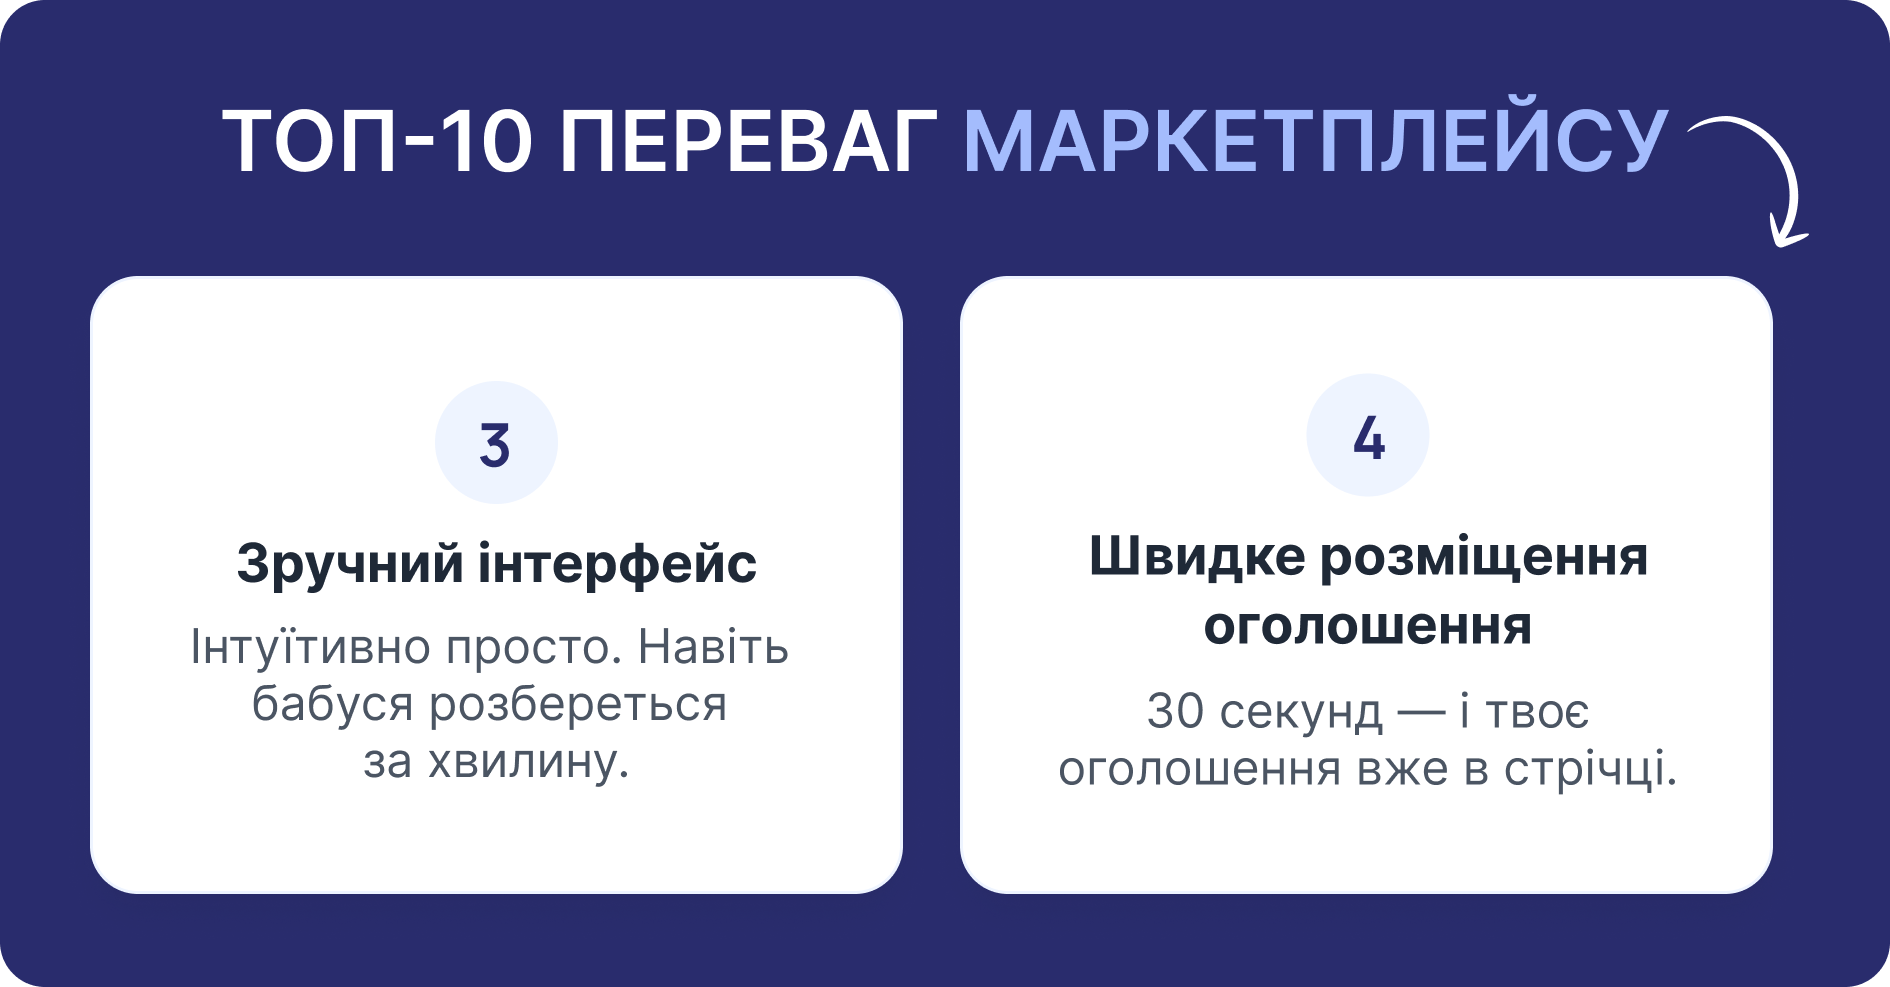 ТОП-10 ПЕРЕВАГ МАРКЕТПЛЕЙСУ
3
Зручний інтерфейс
Інтуїтивно просто. Навіть
бабуся розбереться
за хвилину.
4
Швидке розміщення
оголошення
30 секунд — і твоє
оголошення вже в стрічці.